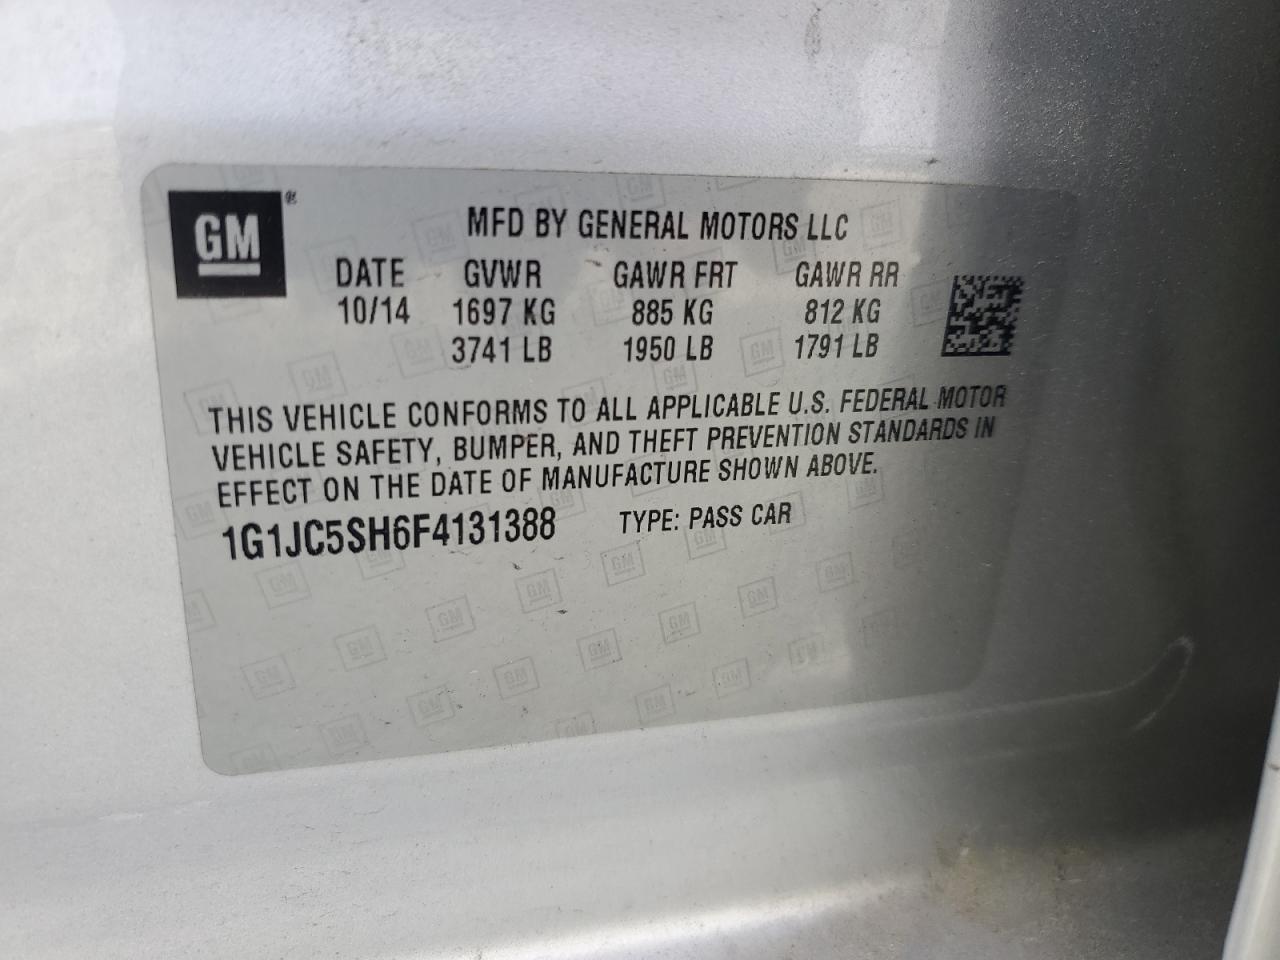 GM®
MFD BY GENERAL MOTORS LLC
DATE GVWR GAWR FRT GAWR RR
10/14 1697 KG 885 KG 812 KG
3741 LB 1950 LB 1791 LB
THIS VEHICLE CONFORMS TO ALL APPLICABLE U.S. FEDERAL MOTOR
VEHICLE SAFETY, BUMPER, AND THEFT PREVENTION STANDARDS IN
EFFECT ON THE DATE OF MANUFACTURE SHOWN ABOVE.
1G1JC5SH6F4131388 TYPE: PASS CAR